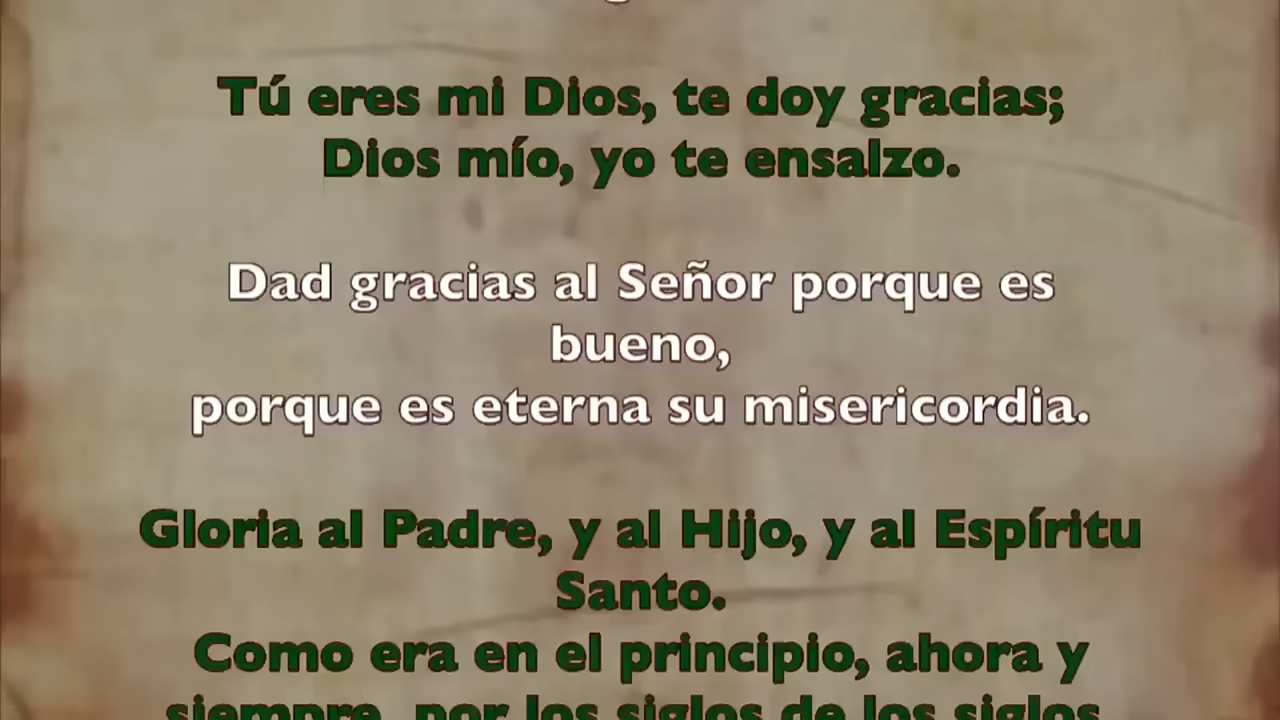 Tú eres mi Dios, te doy gracias;
Dios mío, yo te ensalzo.
Dad gracias al Señor porque es
bueno,
porque es eterna su misericordia.
Gloria al Padre, y al Hijo, y al Espíritu
Santo.
Como era en el principio, ahora y
siempre, por los siglos de los siglos